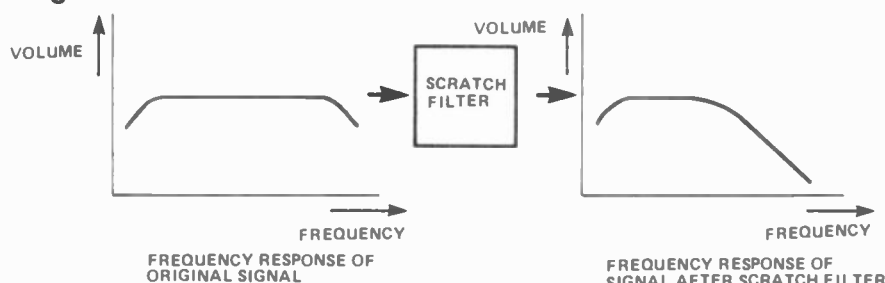 VOLUME
SCRATCH
FILTER
VOLUME
FREQUENCY
FREQUENCY
FREQUENCY RESPONSE OF
ORIGINAL SIGNAL
FREQUENCY RESPONSE OF
SIGNAL AFTER SCRATCH FILTER